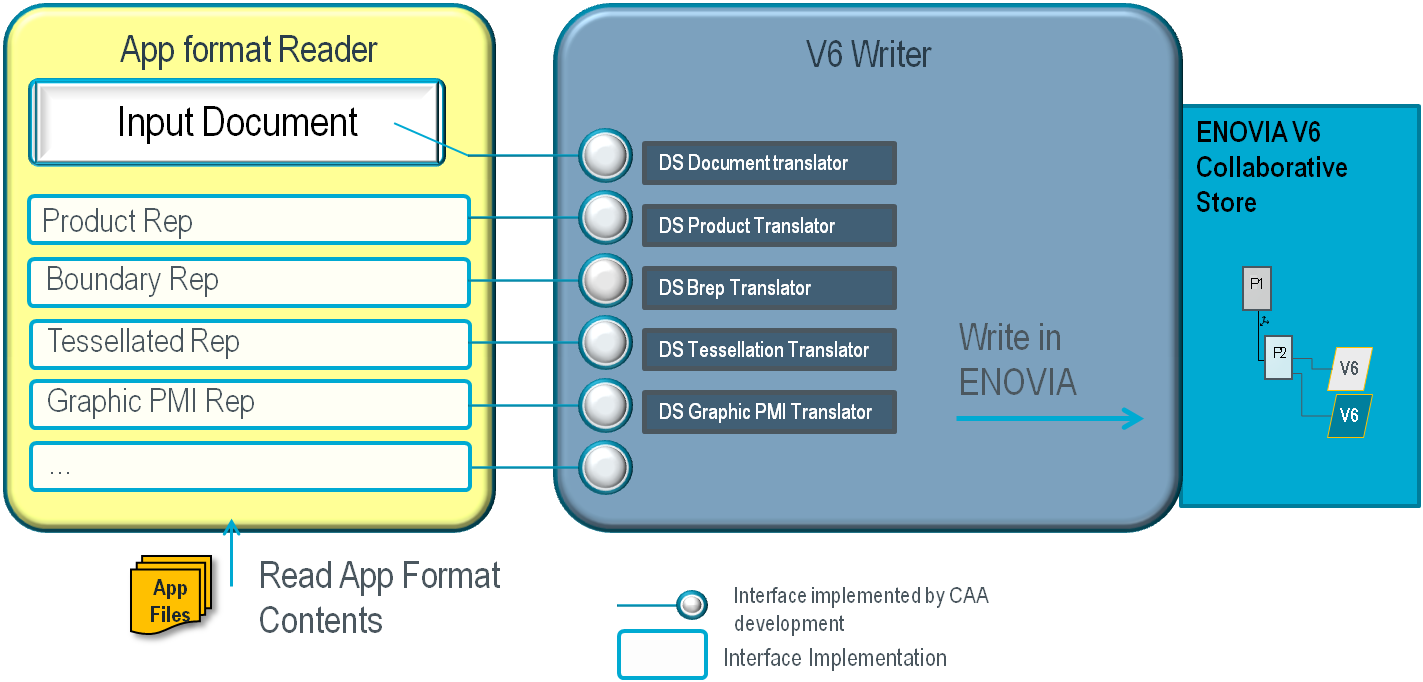 App format Reader
Input Document
Product Rep
Boundary Rep
Tessellated Rep
Graphic PMI Rep
...
App
Files
Read App Format
Contents
V6 Writer
DS Document translator
DS Product Translator
DS Brep Translator
DS Tessellation Translator
DS Graphic PMI Translator
Write in
ENOVIA
ENOVIA V6
Collaborative
Store
P1
P2
V6
V6
Interface implemented by CAA
development
Interface Implementation